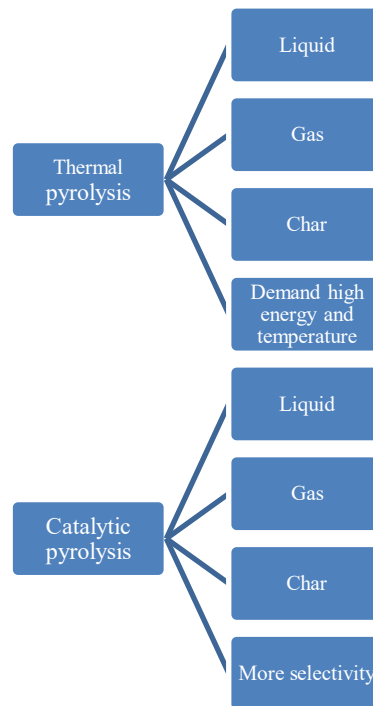 Thermal
pyrolysis
Liquid
Gas
Char
Demand high
energy and
temperature
Catalytic
pyrolysis
Liquid
Gas
Char
More selectivity